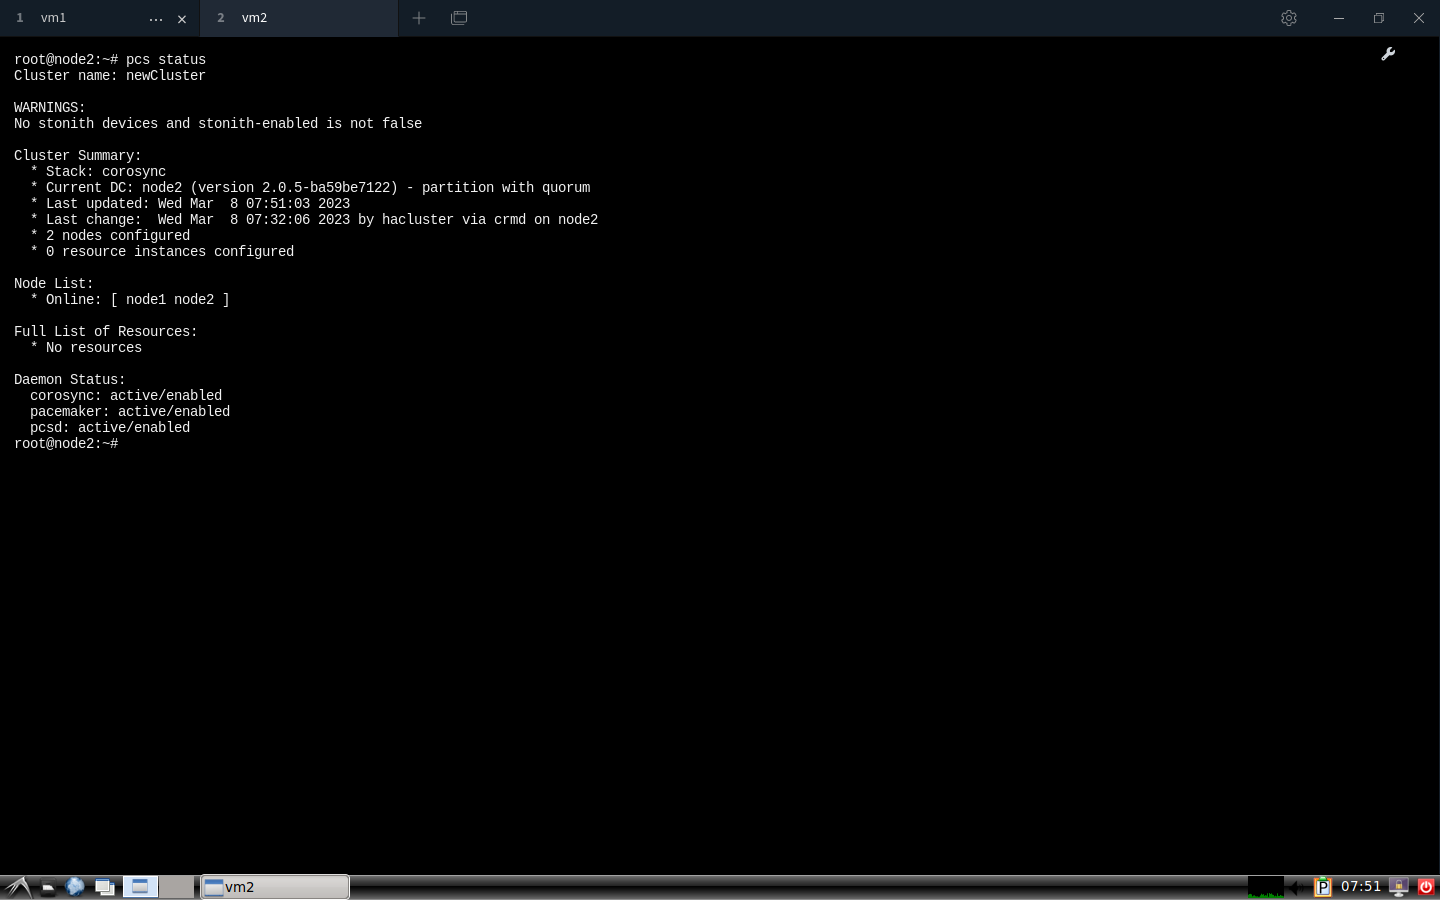 1 vm1 ... ×
2 vm2
root@node2:~# pcs status
Cluster name: newCluster
WARNINGS:
No stonith devices and stonith-enabled is not false
Cluster Summary:
* Stack: corosync
* Current DC: node2 (version 2.0.5-ba59be7122) - partition with quorum
* Last updated: Wed Mar  8 07:51:03 2023
* Last change:  Wed Mar  8 07:32:06 2023 by hacluster via crmd on node2
* 2 nodes configured
* 0 resource instances configured
Node List:
* Online: [ node1 node2 ]
Full List of Resources:
* No resources
Daemon Status:
corosync: active/enabled
pacemaker: active/enabled
pcsd: active/enabled
root@node2:~#
vm2
P
07:51